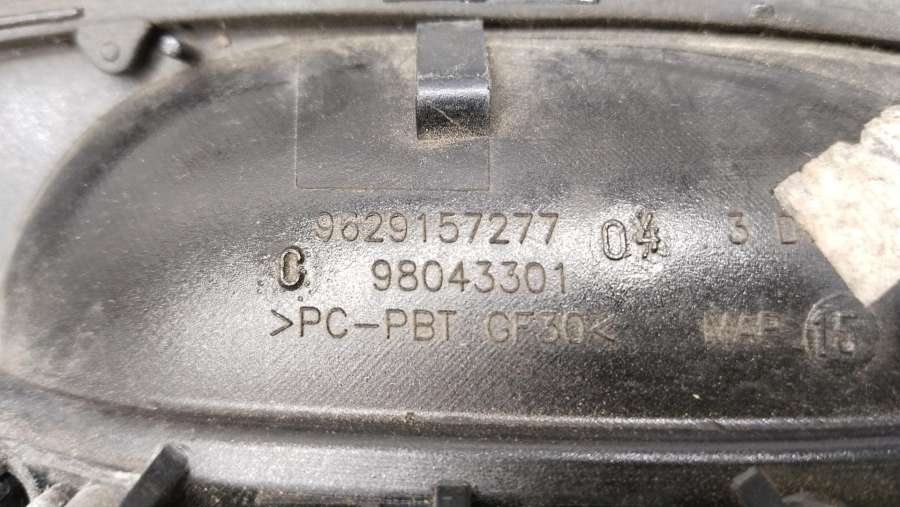 9629157277 04 3 D
C 98043301
>PC-PBT GF30< 15